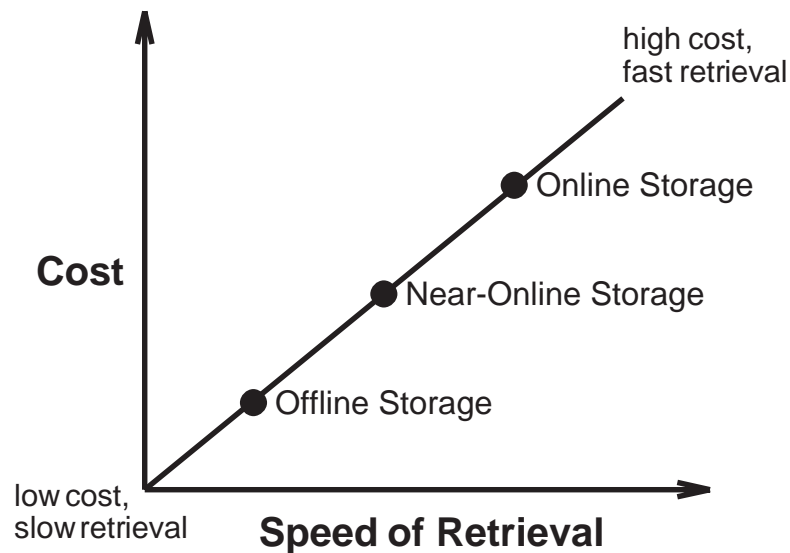 high cost,
fast retrieval
Online Storage
Cost
Near-Online Storage
Offline Storage
low cost,
slow retrieval
Speed of Retrieval